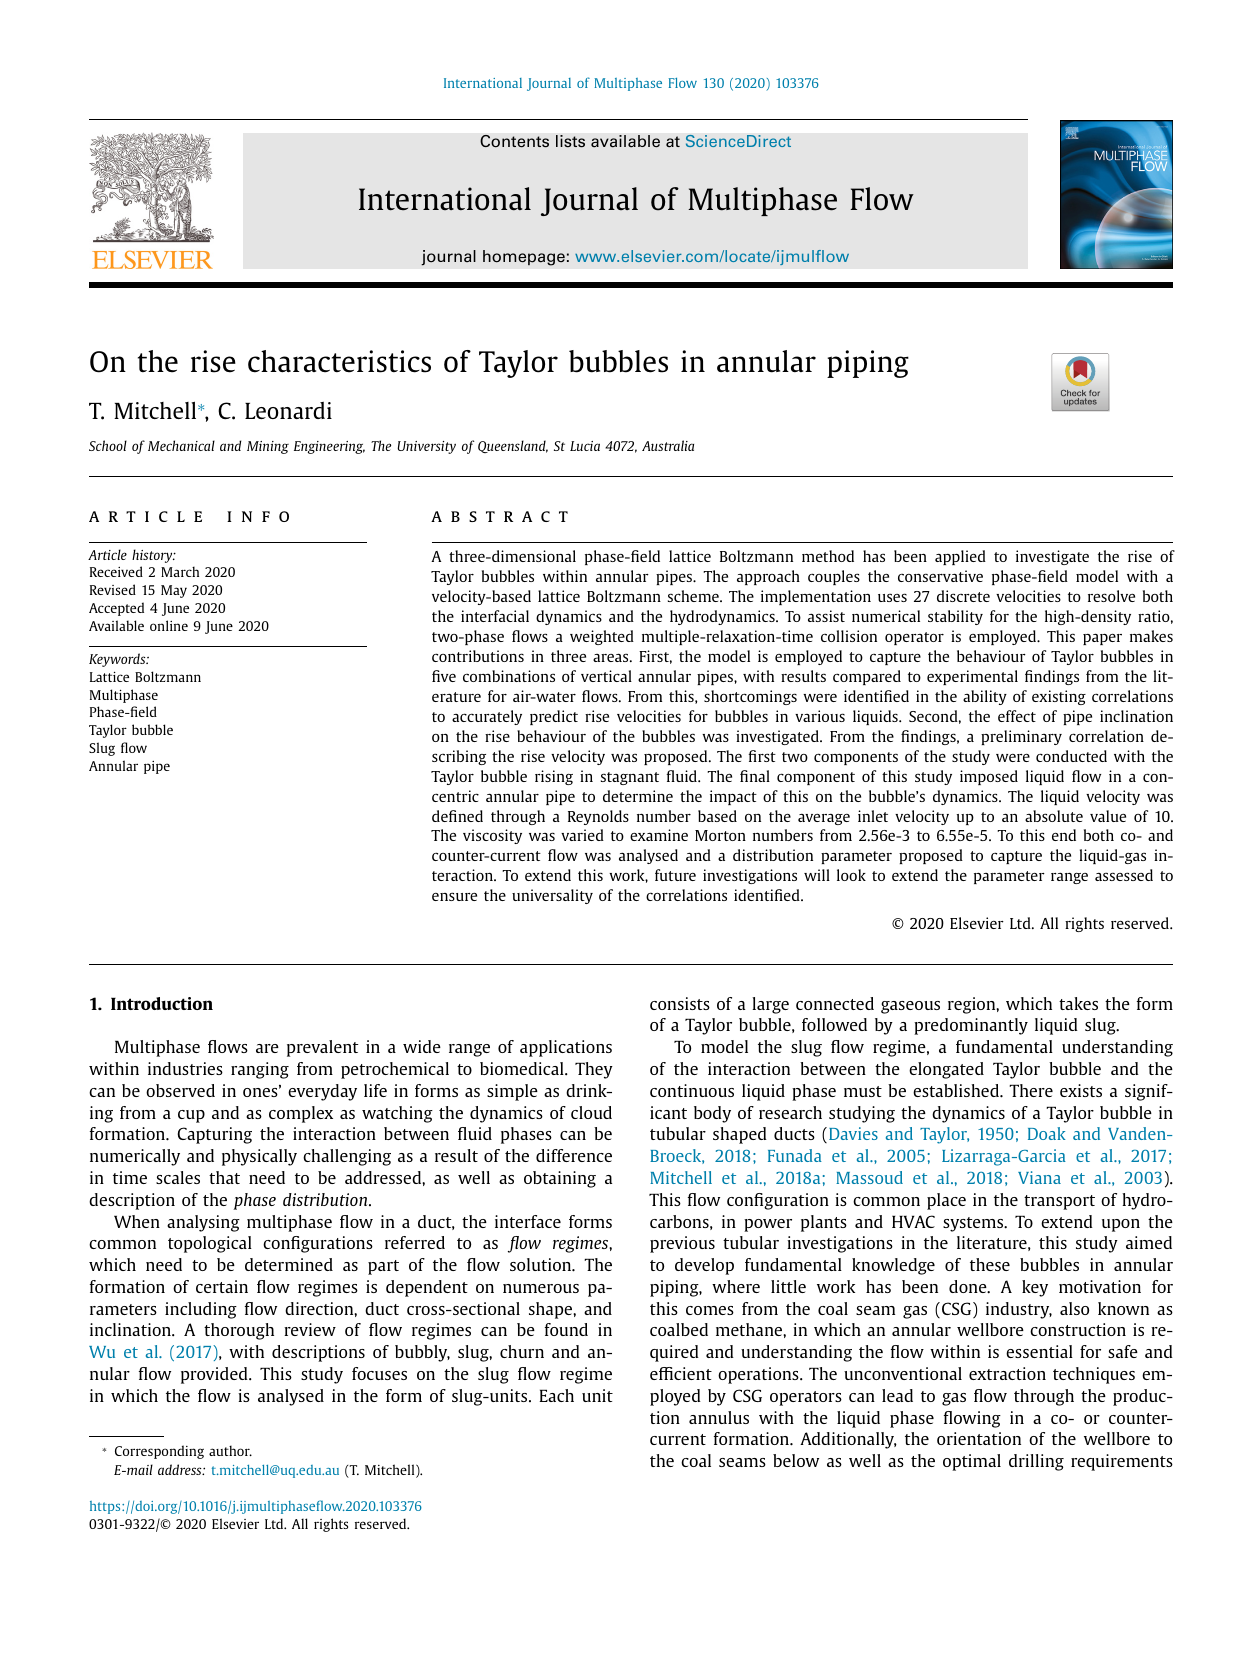 International Journal of Multiphase Flow 130 (2020) 103376
Contents lists available at ScienceDirect
International Journal of Multiphase Flow
journal homepage: www.elsevier.com/locate/ijmulflow
ELSEVIER
International Journal of
MULTIPHASE
FLOW
On the rise characteristics of Taylor bubbles in annular piping
Check for
updates
T. Mitchell*, C. Leonardi
School of Mechanical and Mining Engineering, The University of Queensland, St Lucia 4072, Australia
ARTICLE INFO
Article history:
Received 2 March 2020
Revised 15 May 2020
Accepted 4 June 2020
Available online 9 June 2020
Keywords:
Lattice Boltzmann
Multiphase
Phase-field
Taylor bubble
Slug flow
Annular pipe
ABSTRACT
A three-dimensional phase-field lattice Boltzmann method has been applied to investigate the rise of
Taylor bubbles within annular pipes. The approach couples the conservative phase-field model with a
velocity-based lattice Boltzmann scheme. The implementation uses 27 discrete velocities to resolve both
the interfacial dynamics and the hydrodynamics. To assist numerical stability for the high-density ratio,
two-phase flows a weighted multiple-relaxation-time collision operator is employed. This paper makes
contributions in three areas. First, the model is employed to capture the behaviour of Taylor bubbles in
five combinations of vertical annular pipes, with results compared to experimental findings from the lit-
erature for air-water flows. From this, shortcomings were identified in the ability of existing correlations
to accurately predict rise velocities for bubbles in various liquids. Second, the effect of pipe inclination
on the rise behaviour of the bubbles was investigated. From the findings, a preliminary correlation de-
scribing the rise velocity was proposed. The first two components of the study were conducted with the
Taylor bubble rising in stagnant fluid. The final component of this study imposed liquid flow in a con-
centric annular pipe to determine the impact of this on the bubble's dynamics. The liquid velocity was
defined through a Reynolds number based on the average inlet velocity up to an absolute value of 10.
The viscosity was varied to examine Morton numbers from 2.56e-3 to 6.55e-5. To this end both co- and
counter-current flow was analysed and a distribution parameter proposed to capture the liquid-gas in-
teraction. To extend this work, future investigations will look to extend the parameter range assessed to
ensure the universality of the correlations identified.
© 2020 Elsevier Ltd. All rights reserved.
1. Introduction
Multiphase flows are prevalent in a wide range of applications
within industries ranging from petrochemical to biomedical. They
can be observed in ones' everyday life in forms as simple as drink-
ing from a cup and as complex as watching the dynamics of cloud
formation. Capturing the interaction between fluid phases can be
numerically and physically challenging as a result of the difference
in time scales that need to be addressed, as well as obtaining a
description of the phase distribution.
When analysing multiphase flow in a duct, the interface forms
common topological configurations referred to as flow regimes,
which need to be determined as part of the flow solution. The
formation of certain flow regimes is dependent on numerous pa-
rameters including flow direction, duct cross-sectional shape, and
inclination. A thorough review of flow regimes can be found in
Wu et al. (2017), with descriptions of bubbly, slug, churn and an-
nular flow provided. This study focuses on the slug flow regime
in which the flow is analysed in the form of slug-units. Each unit
consists of a large connected gaseous region, which takes the form
of a Taylor bubble, followed by a predominantly liquid slug.
To model the slug flow regime, a fundamental understanding
of the interaction between the elongated Taylor bubble and the
continuous liquid phase must be established. There exists a signif-
icant body of research studying the dynamics of a Taylor bubble in
tubular shaped ducts (Davies and Taylor, 1950; Doak and Vanden-
Broeck, 2018; Funada et al., 2005; Lizarraga-Garcia et al., 2017;
Mitchell et al., 2018a; Massoud et al., 2018; Viana et al., 2003).
This flow configuration is common place in the transport of hydro-
carbons, in power plants and HVAC systems. To extend upon the
previous tubular investigations in the literature, this study aimed
to develop fundamental knowledge of these bubbles in annular
piping, where little work has been done. A key motivation for
this comes from the coal seam gas (CSG) industry, also known as
coalbed methane, in which an annular wellbore construction is re-
quired and understanding the flow within is essential for safe and
efficient operations. The unconventional extraction techniques em-
ployed by CSG operators can lead to gas flow through the produc-
tion annulus with the liquid phase flowing in a co- or counter-
current formation. Additionally, the orientation of the wellbore to
the coal seams below as well as the optimal drilling requirements
* Corresponding author.
E-mail address: t.mitchell@uq.edu.au (T. Mitchell).
https://doi.org/10.1016/j.ijmultiphaseflow.2020.103376
0301-9322/© 2020 Elsevier Ltd. All rights reserved.